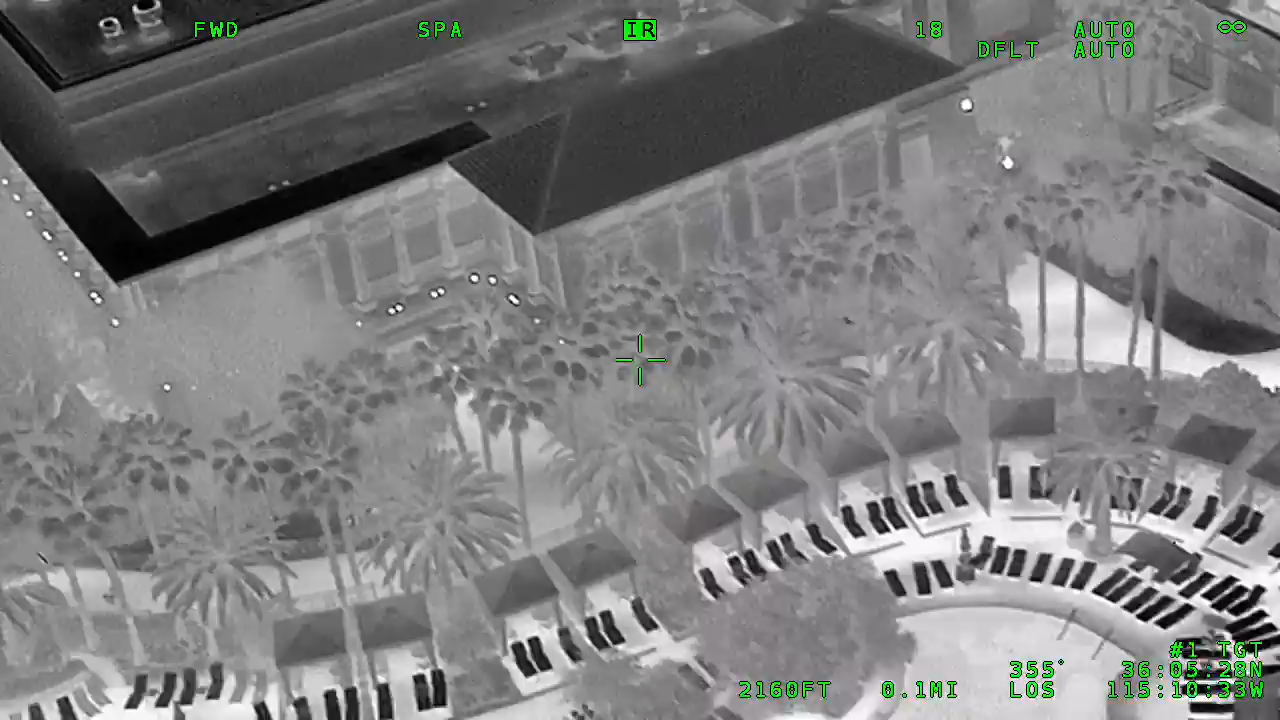 FWD SPA IR 18 AUTO ∞
DFLT AUTO
#1 TGT
355° 36:05:28N
2160FT 0.1MI LOS 115:10:33W